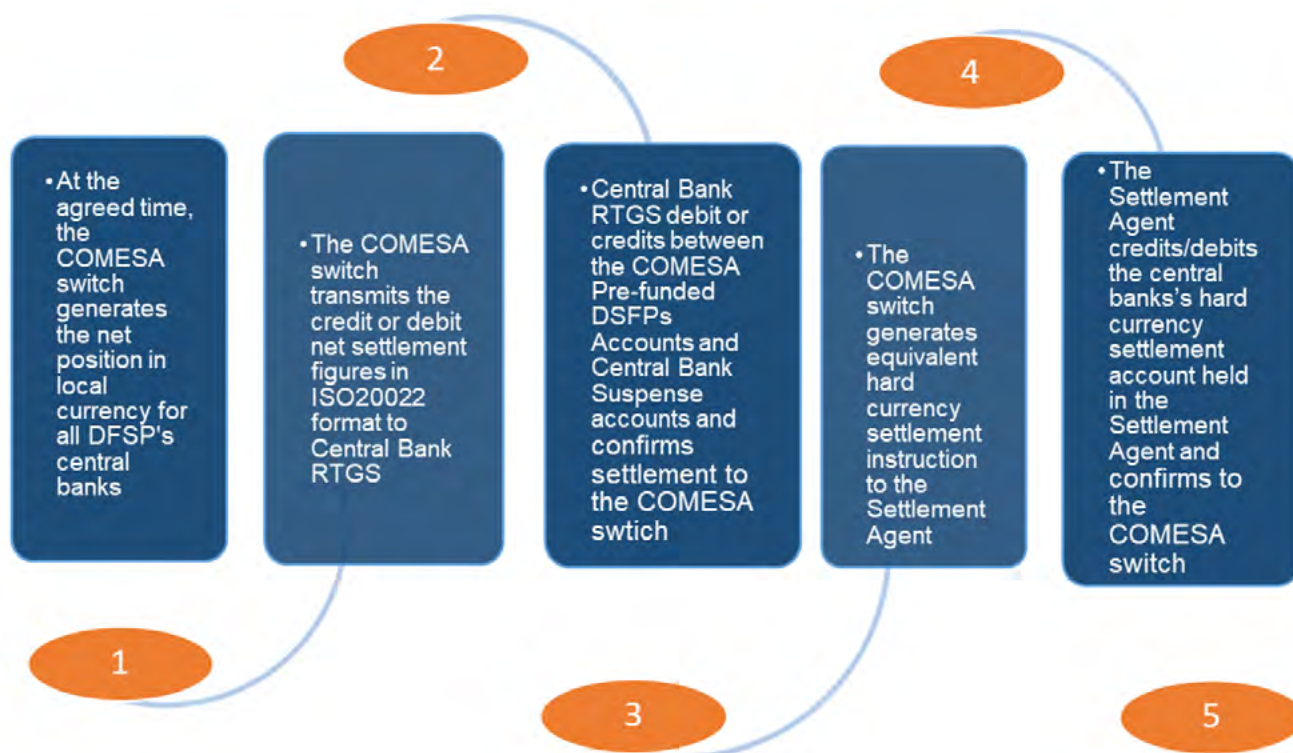 2
4
•At the
agreed time,
the
COMESA
switch
generates
the net
position in
local
currency for
all DFSP's
central
banks
•The COMESA
switch
transmits the
credit or debit
net settlement
figures in
ISO20022
format to
Central Bank
RTGS
•Central Bank
RTGS debit or
credits between
the COMESA
Pre-funded
DSFPs
Accounts and
Central Bank
Suspense
accounts and
confirms
settlement to
the COMESA
swtich
•The
COMESA
switch
generates
equivalent
hard
currency
settlement
instruction
to the
Settlement
Agent
•The
Settlement
Agent
credits/debits
the central
banks's hard
currency
settlement
account held
in the
Settlement
Agent and
confirms to
the
COMESA
switch
1
3
5